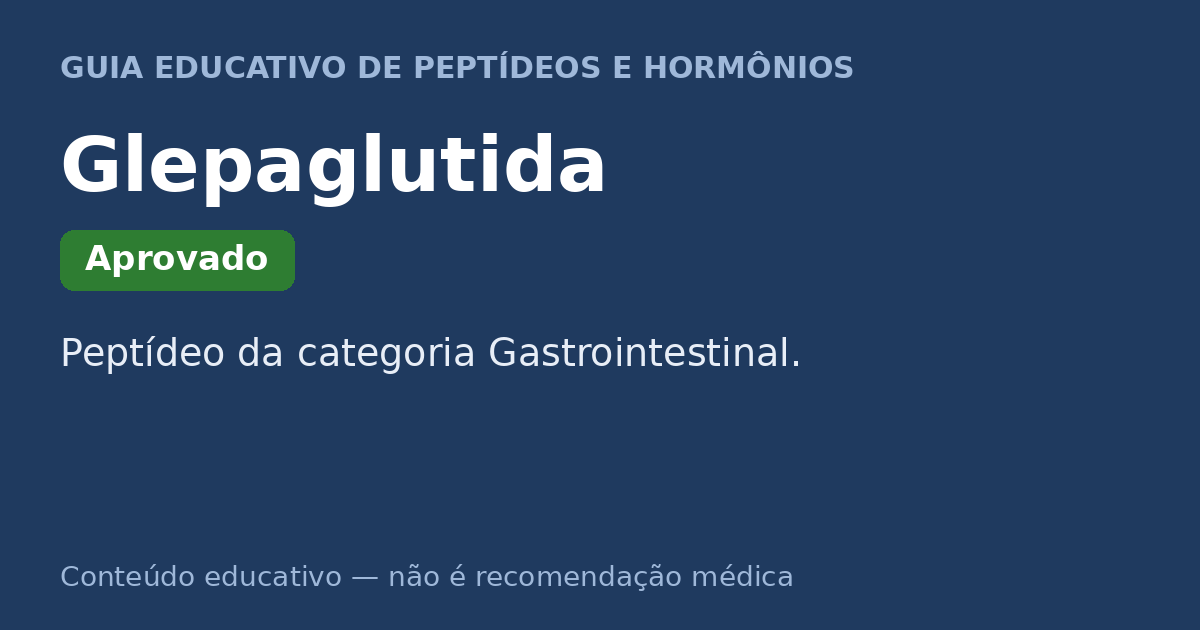 GUIA EDUCATIVO DE PEPTÍDEOS E HORMÔNIOS
Glepaglutida
Aprovado
Peptídeo da categoria Gastrointestinal.
Conteúdo educativo — não é recomendação médica